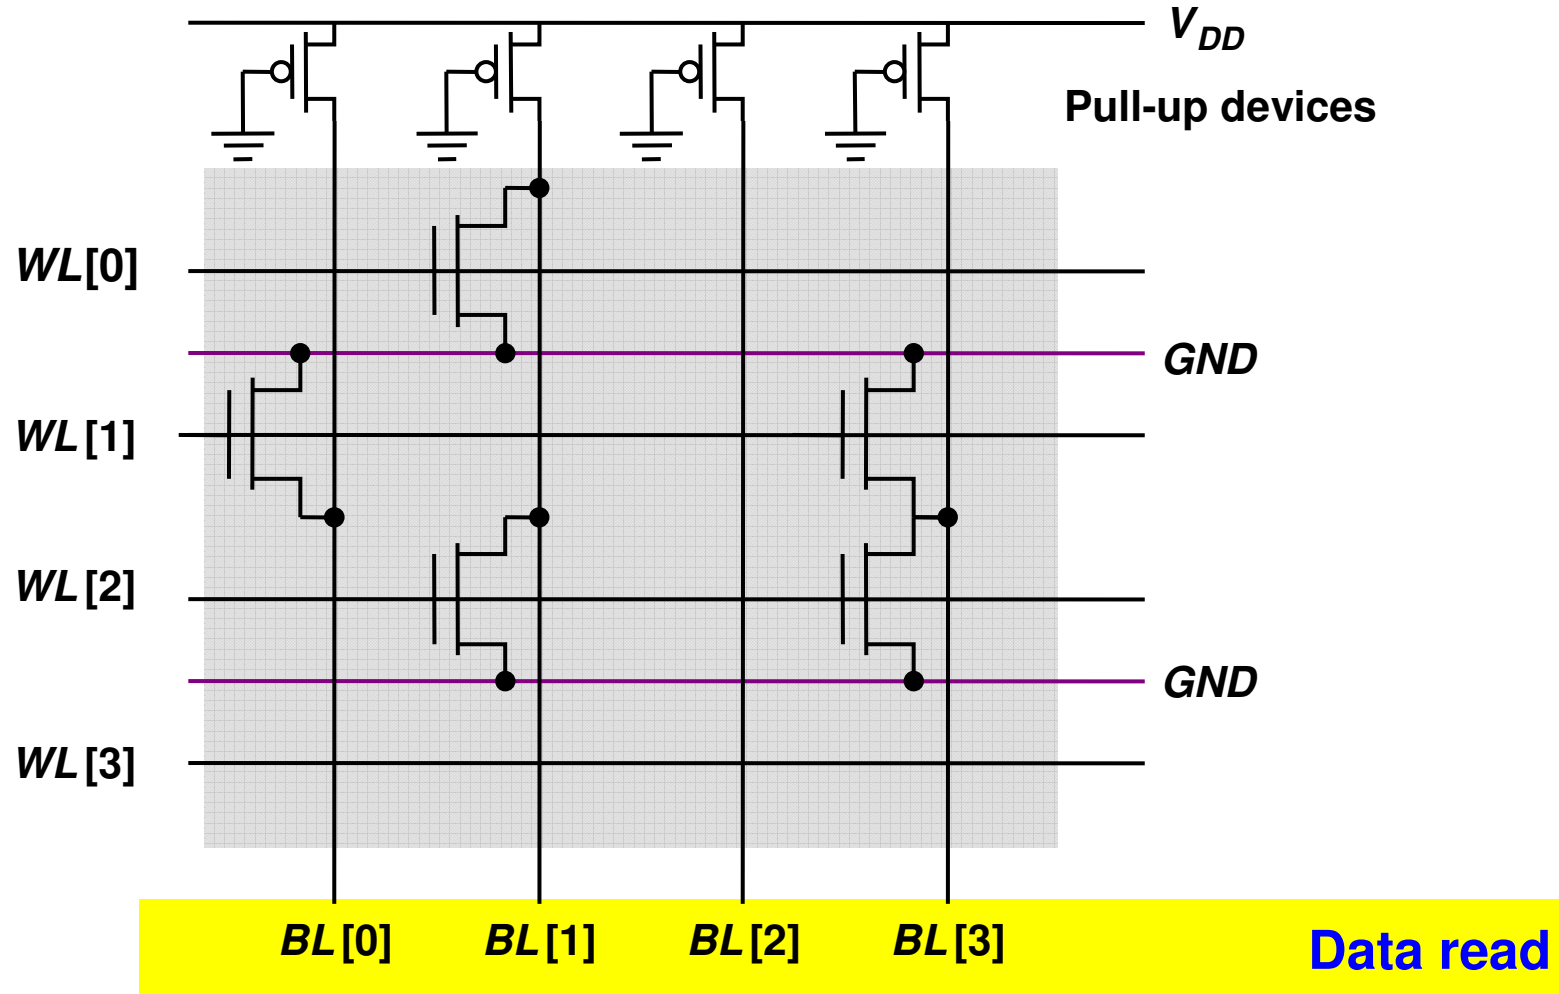 V_DD
Pull-up devices
WL[0]
GND
WL[1]
WL[2]
GND
WL[3]
BL[0] BL[1] BL[2] BL[3]
Data read